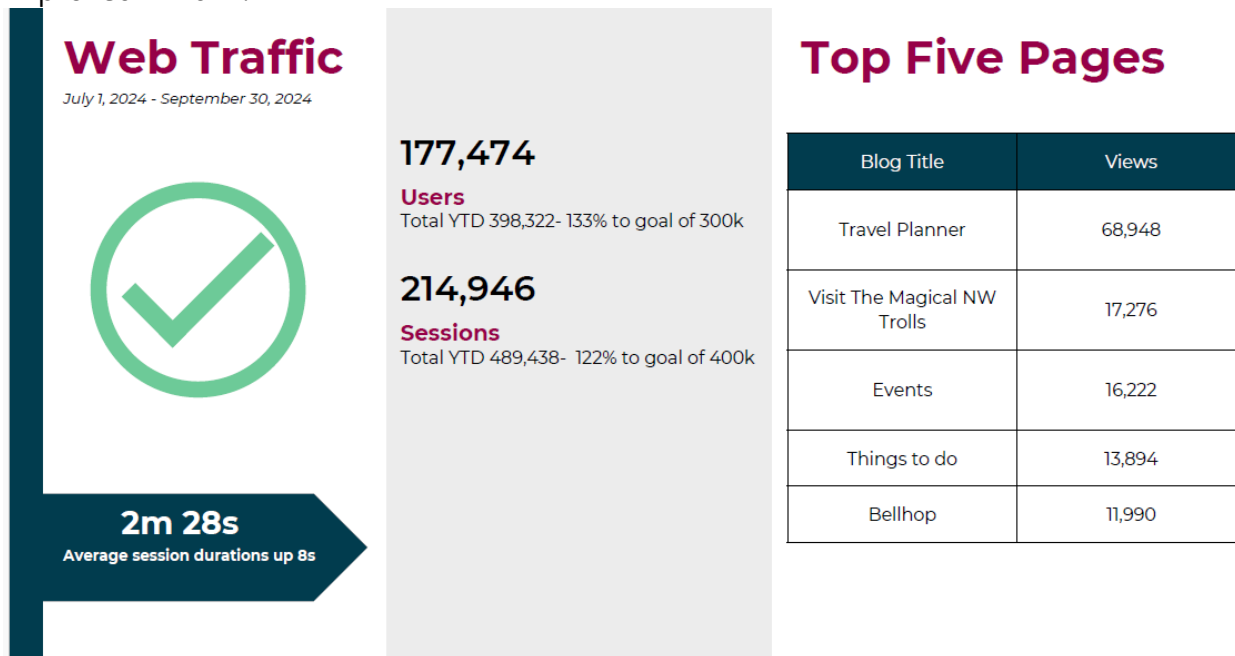 Web Traffic
July 1, 2024 - September 30, 2024
2m 28s
Average session durations up 8s
177,474
Users
Total YTD 398,322- 133% to goal of 300k
214,946
Sessions
Total YTD 489,438- 122% to goal of 400k
Top Five Pages
Blog Title Views
Travel Planner 68,948
Visit The Magical NW
Trolls 17,276
Events 16,222
Things to do 13,894
Bellhop 11,990